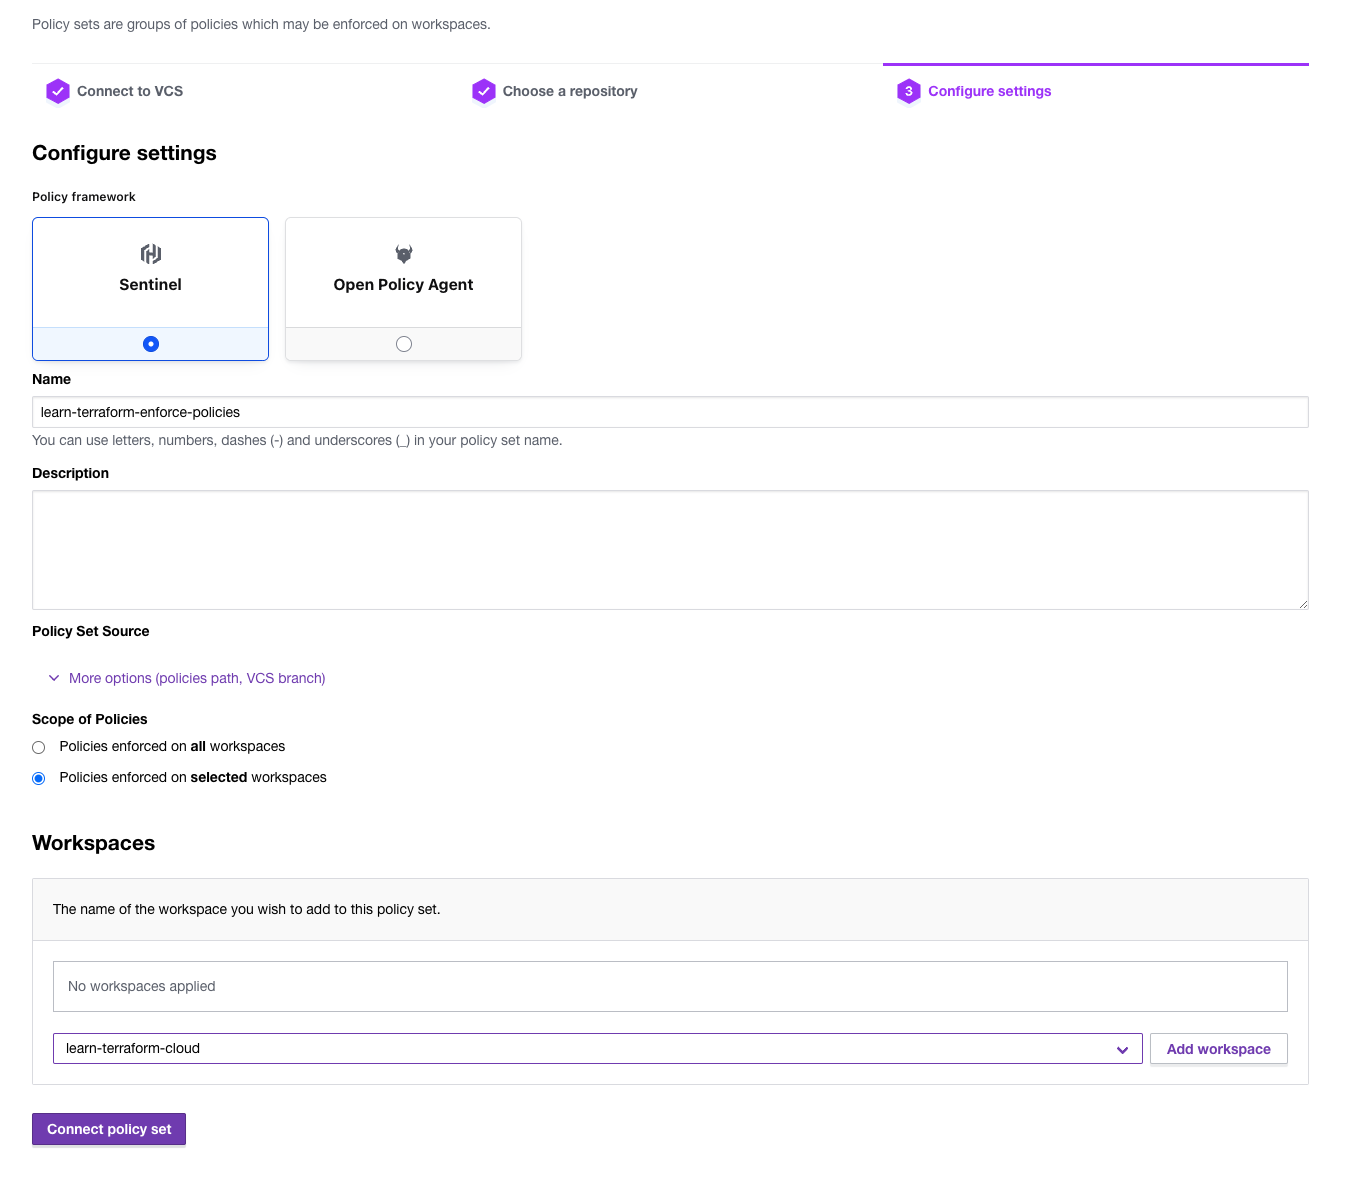 Policy sets are groups of policies which may be enforced on workspaces.
Connect to VCS
Choose a repository
3 Configure settings
Configure settings
Policy framework
Sentinel
Open Policy Agent
Name
learn-terraform-enforce-policies
You can use letters, numbers, dashes (-) and underscores (_) in your policy set name.
Description
Policy Set Source
More options (policies path, VCS branch)
Scope of Policies
Policies enforced on all workspaces
Policies enforced on selected workspaces
Workspaces
The name of the workspace you wish to add to this policy set.
No workspaces applied
learn-terraform-cloud
Add workspace
Connect policy set